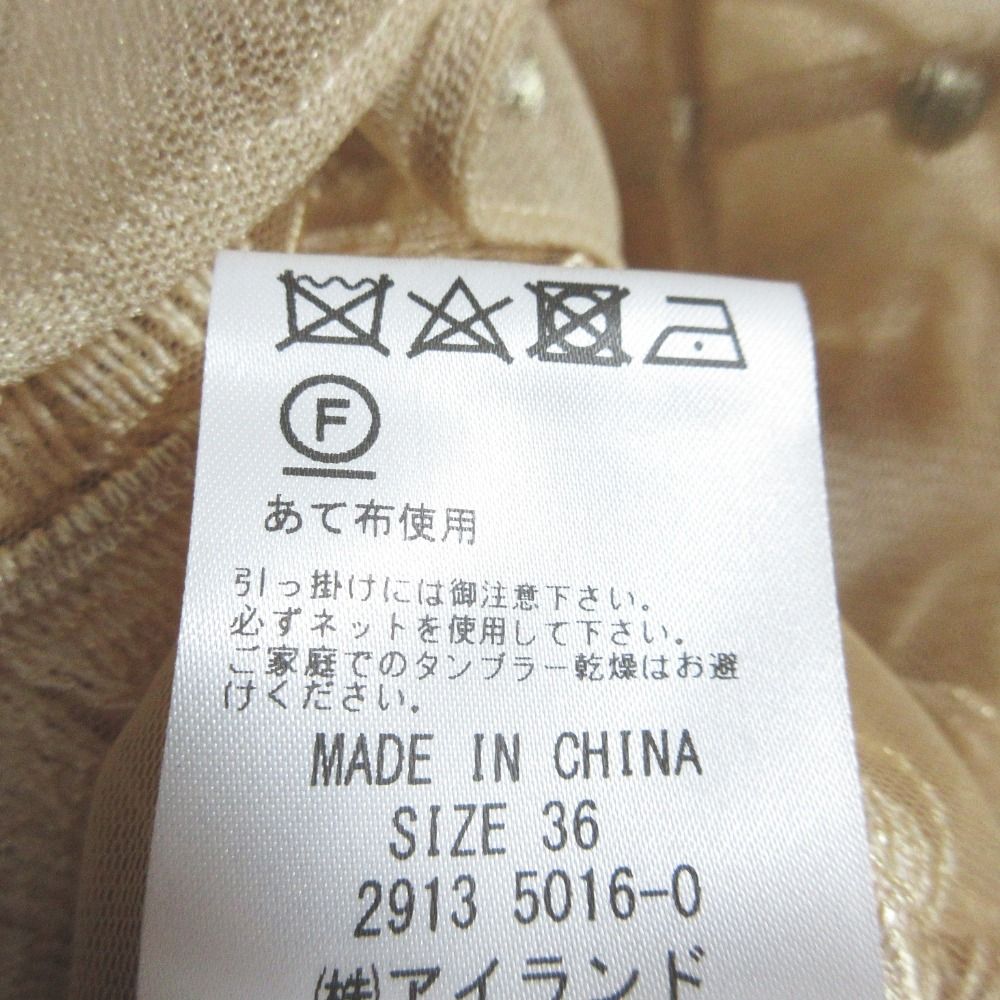 F
あて布使用
引っ掛けには御注意下さい。
必ずネットを使用して下さい。
ご家庭でのタンブラー乾燥はお避
けください。
MADE IN CHINA
SIZE 36
2913 5016-0
(株)アイランド